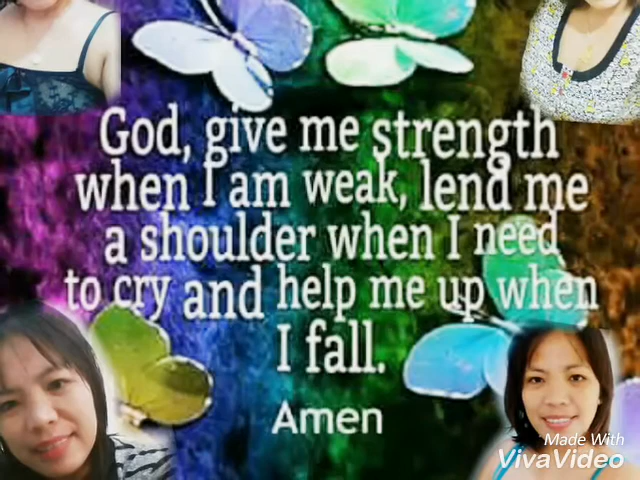 God, give me strength
when I am weak, lend me
a shoulder when I need
to cry and help me up when
I fall.
Amen
Made With
VivaVideo